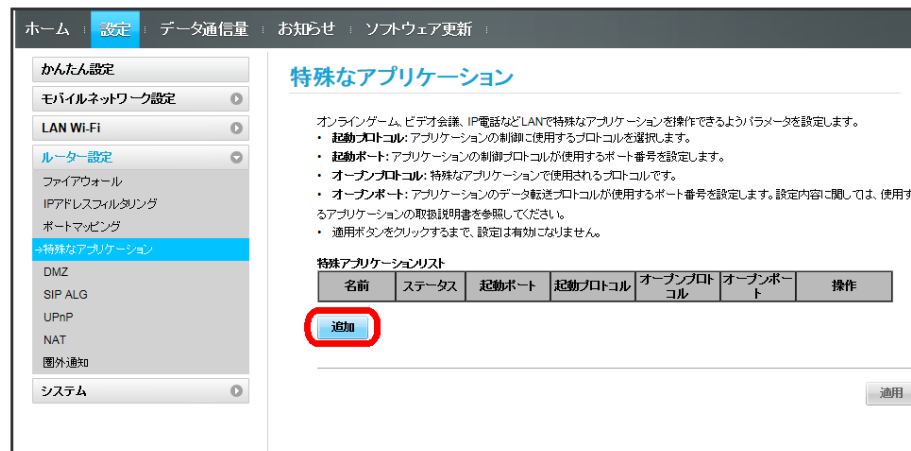 ホーム 設定 データ通信量 お知らせ ソフトウェア更新
かんたん設定
モバイルネットワーク設定
LAN Wi-Fi
ルーター設定
ファイアウォール
IPアドレスフィルタリング
ポートマッピング
→特殊なアプリケーション
DMZ
SIP ALG
UPnP
NAT
圏外通知
システム
特殊なアプリケーション
オンラインゲーム、ビデオ会議、IP電話などLANで特殊なアプリケーションを操作できるようパラメータを設定します。
• 起動プロトコル: アプリケーションの制御に使用するプロトコルを選択します。
• 起動ポート: アプリケーションの制御プロトコルが使用するポート番号を設定します。
• オープンプロトコル: 特殊なアプリケーションで使用されるプロトコルです。
• オープンポート: アプリケーションのデータ転送プロトコルが使用するポート番号を設定します。設定内容に関しては、使用す
るアプリケーションの取扱説明書を参照してください。
• 適用ボタンをクリックするまで、設定は有効になりません。
特殊アプリケーションリスト
名前 ステータス 起動ポート 起動プロトコル オープンプロト オープンポー 操作
コル ト
追加
適用